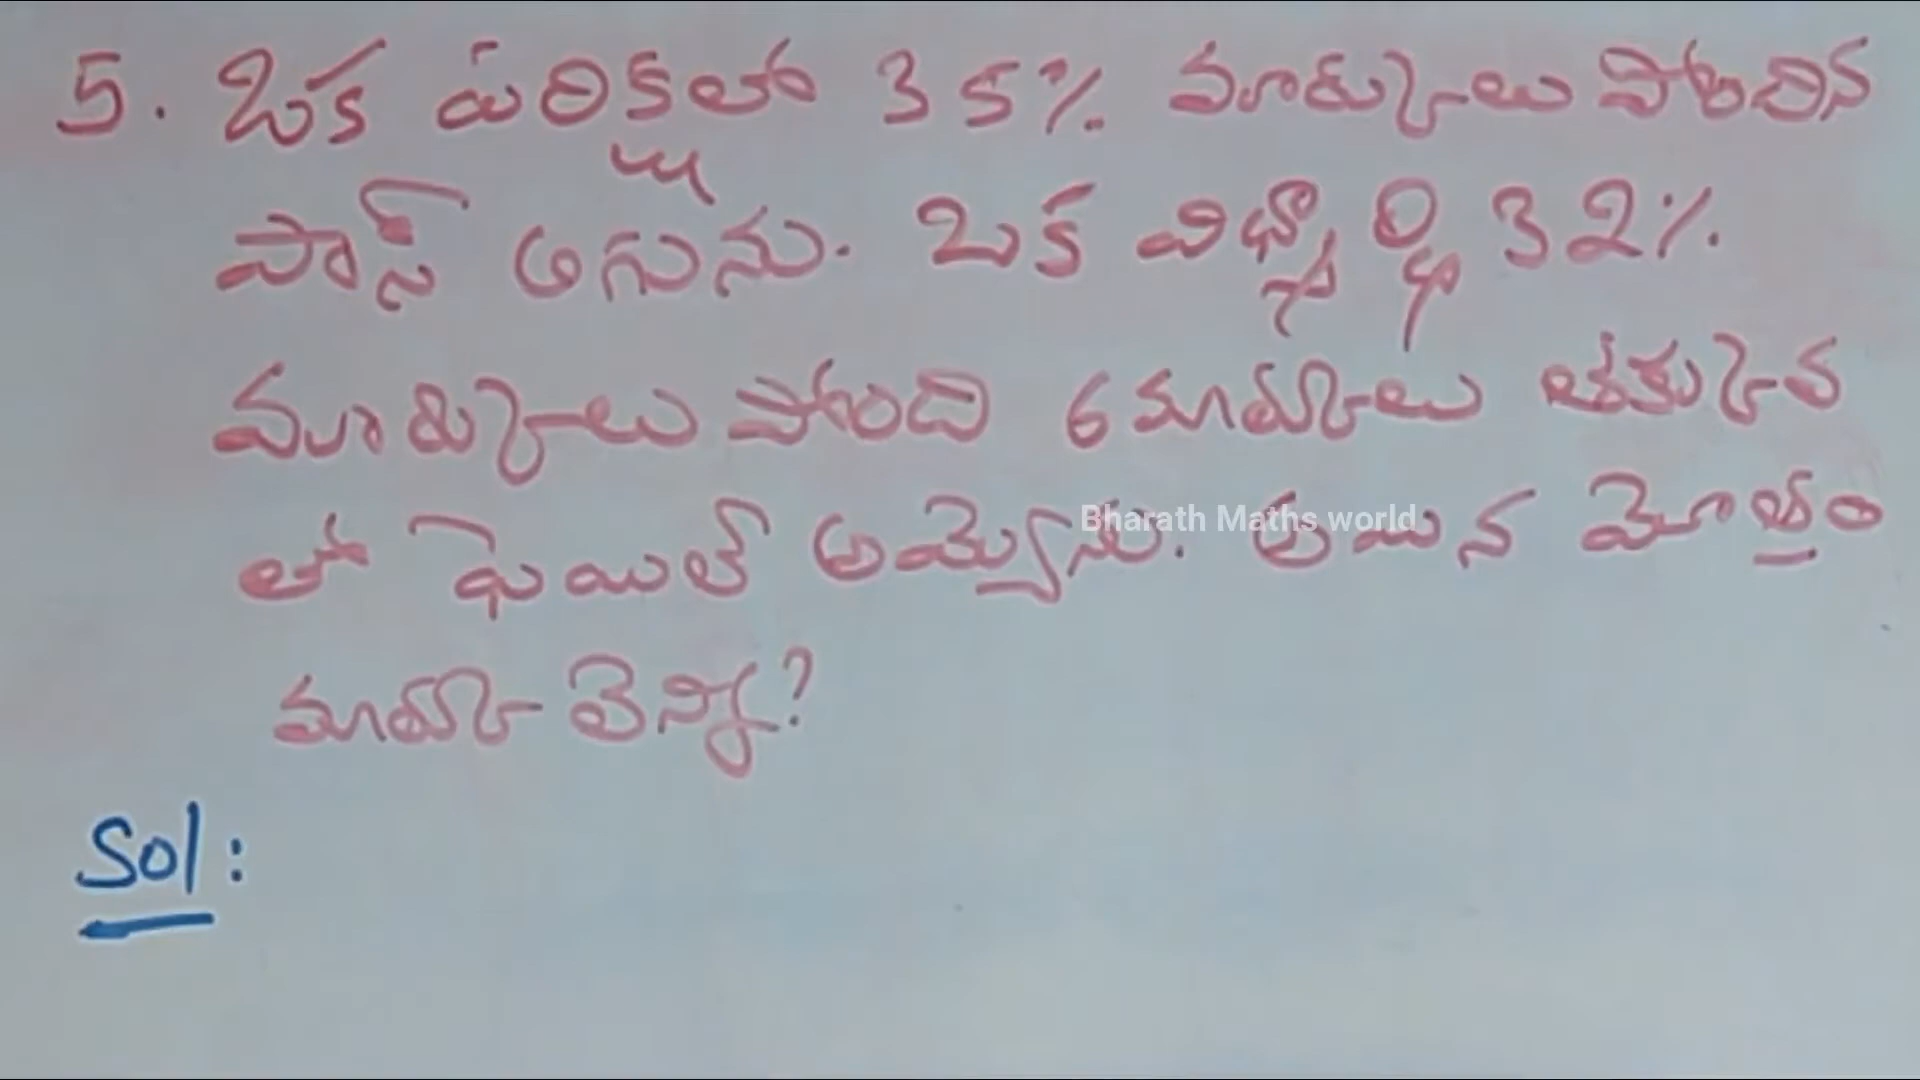 5. ఒక పరిక్షలో 35% మార్కులు పోందిన
పాస్ అగును. ఒక విధ్యార్థి 32%
మార్కులు పోంది 6 మార్కులు తక్కువ
తో ఫెయిల్ అయ్యెను. అయిన మొత్తం
మార్కులెన్ని?
Bharath Maths world
Sol: